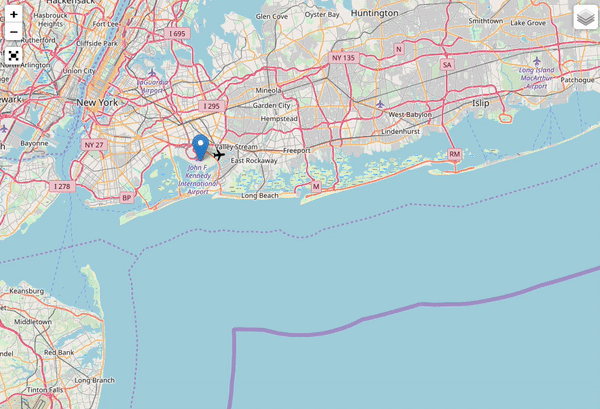 Hackensack
Hasbrouck
Heights
Fort Lee
Glen Cove
Oyster Bay
Huntington
Smithtown
Lake Grove
+
−
I 695
Rutherford
Cliffside Park
NY 135
N
SA
Long Island
MacArthur
Airport
Patchogue
Union City
LaGuardia
Airport
Mineola
New York
I 295
Garden City
Islip
Hempstead
West Babylon
Lindenhurst
Bayonne
NY 27
Valley Stream
Freeport
East Rockaway
RM
John F.
Kennedy
International
Airport
I 278
BP
Long Beach
M
Keansburg
Middletown
Red Bank
Long Branch
Tinton Falls